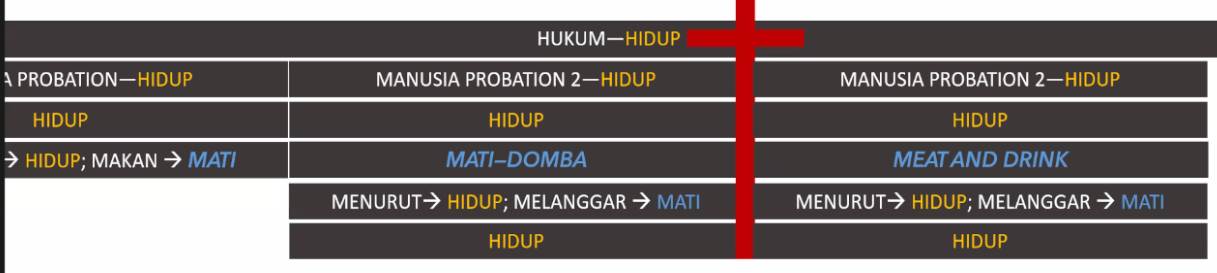 HUKUM—HIDUP
A PROBATION—HIDUP
MANUSIA PROBATION 2—HIDUP
MANUSIA PROBATION 2—HIDUP
HIDUP
HIDUP
HIDUP
→ HIDUP; MAKAN → MATI
MATI–DOMBA
MEAT AND DRINK
MENURUT→ HIDUP; MELANGGAR → MATI
MENURUT→ HIDUP; MELANGGAR → MATI
HIDUP
HIDUP